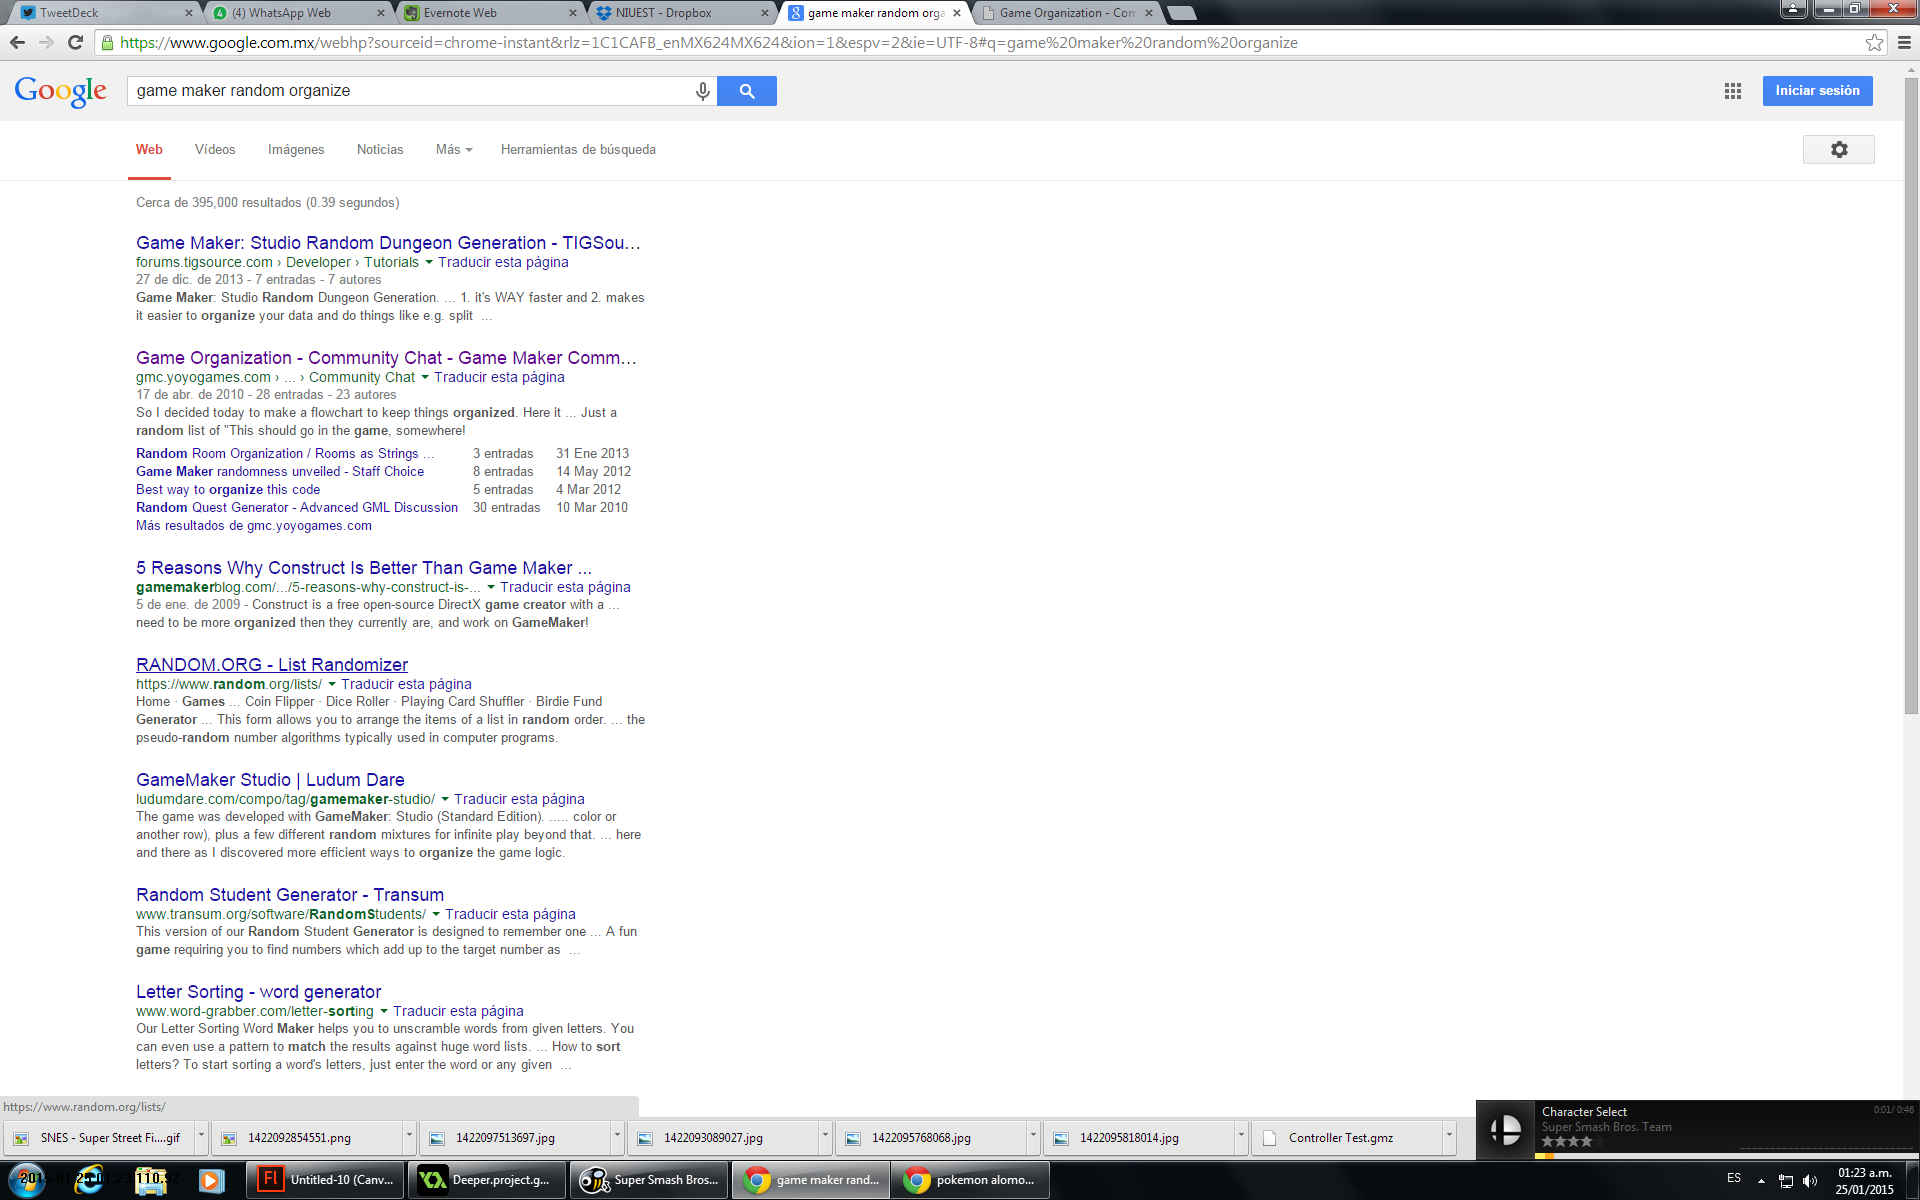 TweetDeck
(4) WhatsApp Web
Evernote Web
NIUEST - Dropbox
game maker random orga
Game Organization - Com
https://www.google.com.mx/webhp?sourceid=chrome-instant&rlz=1C1CAFB_enMX624MX624&ion=1&espv=2&ie=UTF-8#q=game%20maker%20random%20organize
Google
game maker random organize
Iniciar sesión
Web
Vídeos
Imágenes
Noticias
Más
Herramientas de búsqueda
Cerca de 395,000 resultados (0.39 segundos)
Game Maker: Studio Random Dungeon Generation - TIGSou...
forums.tigsource.com › Developer › Tutorials Traducir esta página
27 de dic. de 2013 - 7 entradas - 7 autores
Game Maker: Studio Random Dungeon Generation. ... 1. it's WAY faster and 2. makes
it easier to organize your data and do things like e.g. split ...
Game Organization - Community Chat - Game Maker Comm...
gmc.yoyogames.com › ... › Community Chat Traducir esta página
17 de abr. de 2010 - 28 entradas - 23 autores
So I decided today to make a flowchart to keep things organized. Here it ... Just a
random list of "This should go in the game, somewhere!
Random Room Organization / Rooms as Strings ... 3 entradas 31 Ene 2013
Game Maker randomness unveiled - Staff Choice 8 entradas 14 May 2012
Best way to organize this code 5 entradas 4 Mar 2012
Random Quest Generator - Advanced GML Discussion 30 entradas 10 Mar 2010
Más resultados de gmc.yoyogames.com
5 Reasons Why Construct Is Better Than Game Maker ...
gamemakerblog.com/.../5-reasons-why-construct-is-... Traducir esta página
5 de ene. de 2009 - Construct is a free open-source DirectX game creator with a ...
need to be more organized then they currently are, and work on GameMaker!
RANDOM.ORG - List Randomizer
https://www.random.org/lists/ Traducir esta página
Home · Games ... Coin Flipper · Dice Roller · Playing Card Shuffler · Birdie Fund
Generator ... This form allows you to arrange the items of a list in random order. ... the
pseudo-random number algorithms typically used in computer programs.
GameMaker Studio | Ludum Dare
ludumdare.com/compo/tag/gamemaker-studio/ Traducir esta página
The game was developed with GameMaker: Studio (Standard Edition). ..... color or
another row), plus a few different random mixtures for infinite play beyond that. ... here
and there as I discovered more efficient ways to organize the game logic.
Random Student Generator - Transum
www.transum.org/software/RandomStudents/ Traducir esta página
This version of our Random Student Generator is designed to remember one ... A fun
game requiring you to find numbers which add up to the target number as ...
Letter Sorting - word generator
www.word-grabber.com/letter-sorting Traducir esta página
Our Letter Sorting Word Maker helps you to unscramble words from given letters. You
can even use a pattern to match the results against huge word lists. ... How to sort
letters? To start sorting a word's letters, just enter the word or any given ...
https://www.random.org/lists/
SNES - Super Street Fi....gif
1422092854551.png
1422097513697.jpg
1422093089027.jpg
1422095768068.jpg
1422095818014.jpg
Controller Test.gmz
Character Select
0:01/ 0:46
Super Smash Bros. Team
Untitled-10 (Canv...
Deeper.project.g...
Super Smash Bros...
game maker rand...
pokemon alomo...
ES
01:23 a.m.
25/01/2015